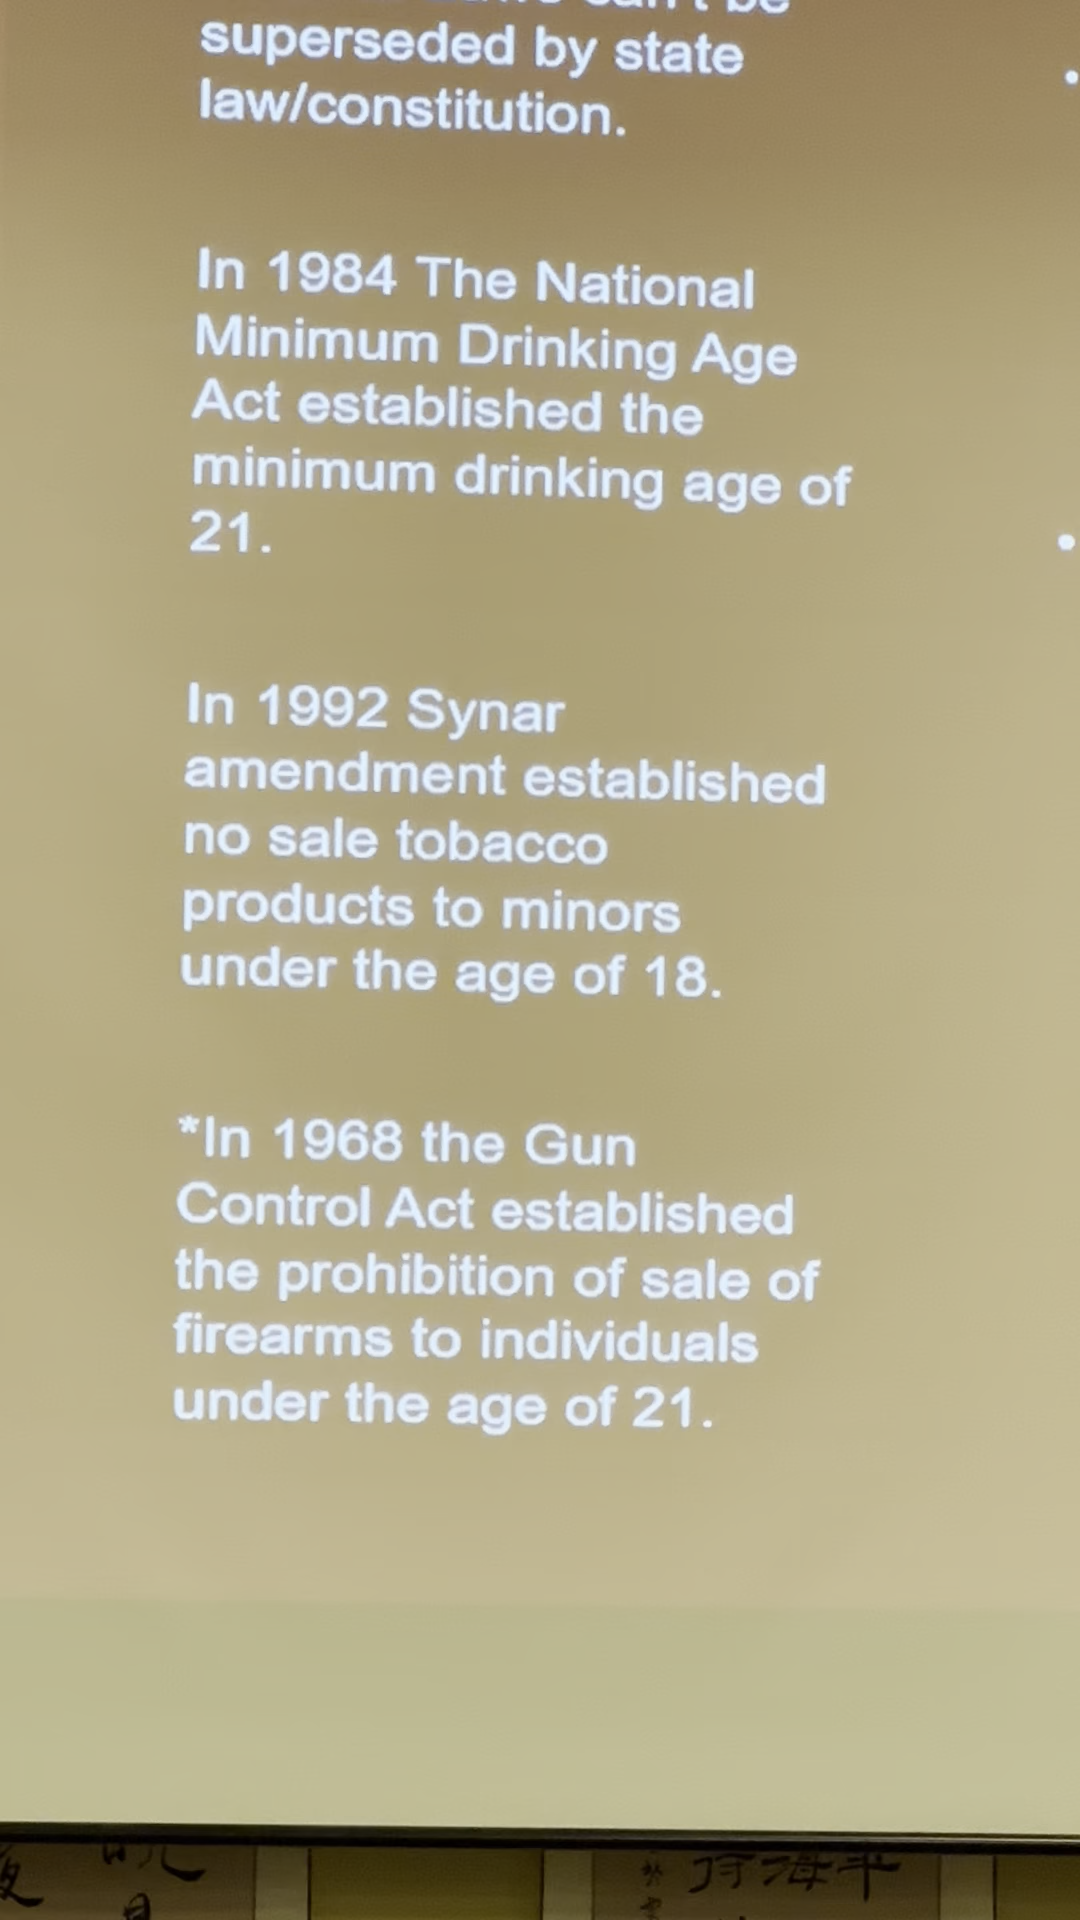 can't be
superseded by state
law/constitution.
In 1984 The National
Minimum Drinking Age
Act established the
minimum drinking age of
21.
In 1992 Synar
amendment established
no sale tobacco
products to minors
under the age of 18.
*In 1968 the Gun
Control Act established
the prohibition of sale of
firearms to individuals
under the age of 21.